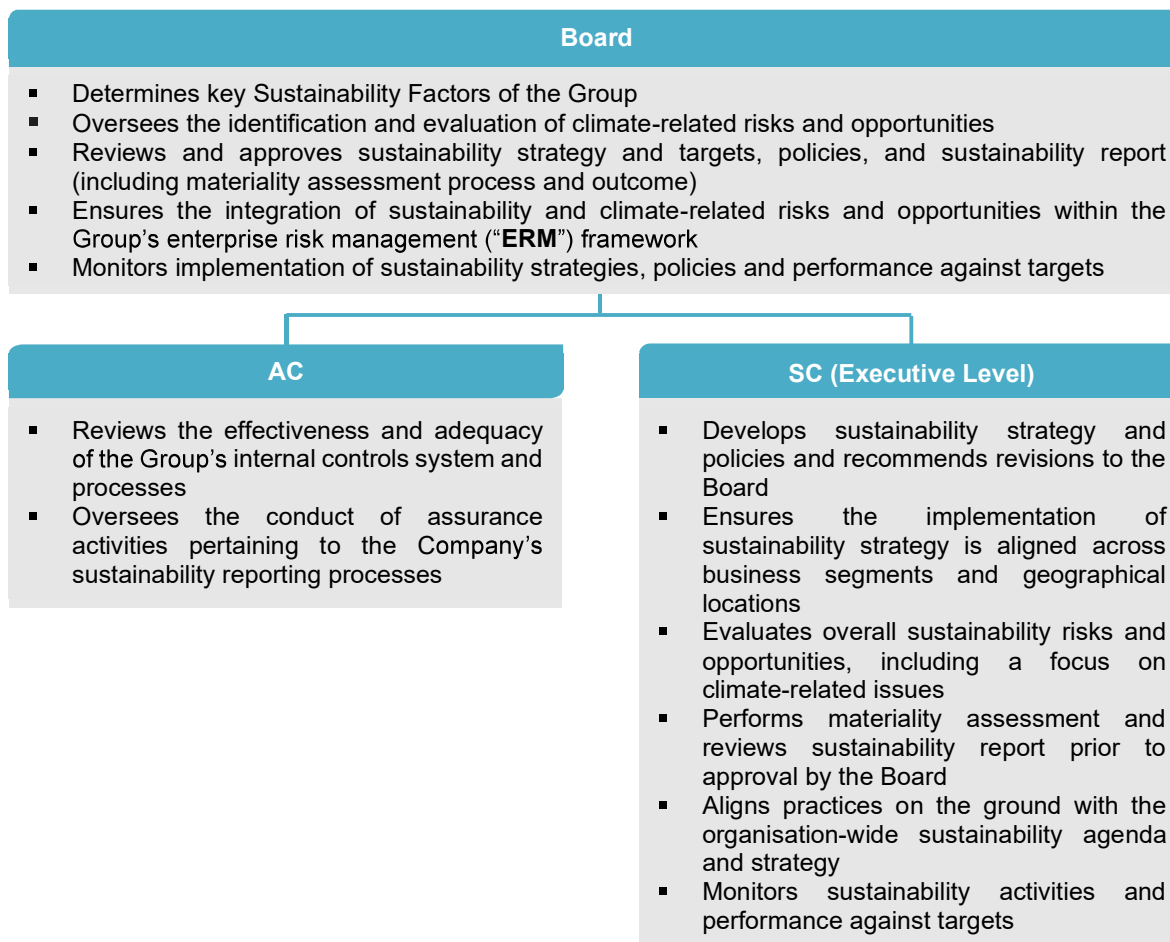 Board
▪ Determines key Sustainability Factors of the Group
▪ Oversees the identification and evaluation of climate-related risks and opportunities
▪ Reviews and approves sustainability strategy and targets, policies, and sustainability report
(including materiality assessment process and outcome)
▪ Ensures the integration of sustainability and climate-related risks and opportunities within the
Group’s enterprise risk management (“ERM”) framework
▪ Monitors implementation of sustainability strategies, policies and performance against targets
AC
▪ Reviews the effectiveness and adequacy
of the Group’s internal controls system and
processes
▪ Oversees the conduct of assurance
activities pertaining to the Company’s
sustainability reporting processes
SC (Executive Level)
▪ Develops sustainability strategy and
policies and recommends revisions to the
Board
▪ Ensures the implementation of
sustainability strategy is aligned across
business segments and geographical
locations
▪ Evaluates overall sustainability risks and
opportunities, including a focus on
climate-related issues
▪ Performs materiality assessment and
reviews sustainability report prior to
approval by the Board
▪ Aligns practices on the ground with the
organisation-wide sustainability agenda
and strategy
▪ Monitors sustainability activities and
performance against targets